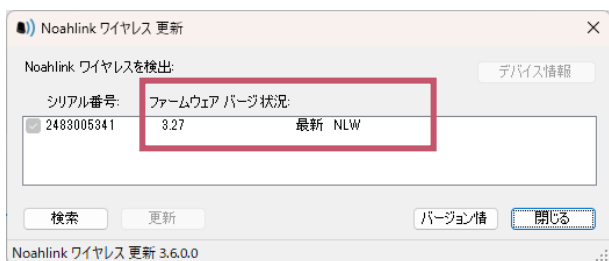 Noahlink ワイヤレス 更新
Noahlink ワイヤレスを検出:
デバイス情報
シリアル番号: ファームウェア バージ 状況:
2483005341 3.27 最新 NLW
検索 更新 バージョン情 閉じる
Noahlink ワイヤレス 更新 3.6.0.0